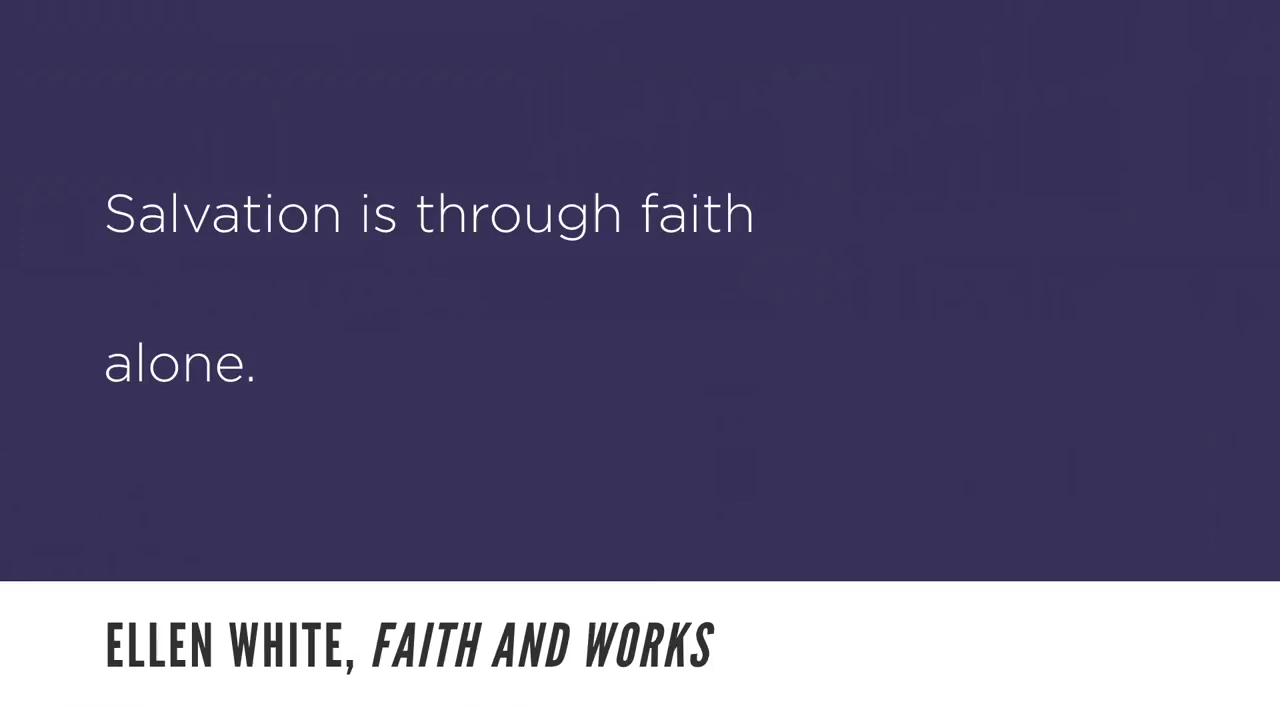 Salvation is through faith
alone.
ELLEN WHITE, FAITH AND WORKS